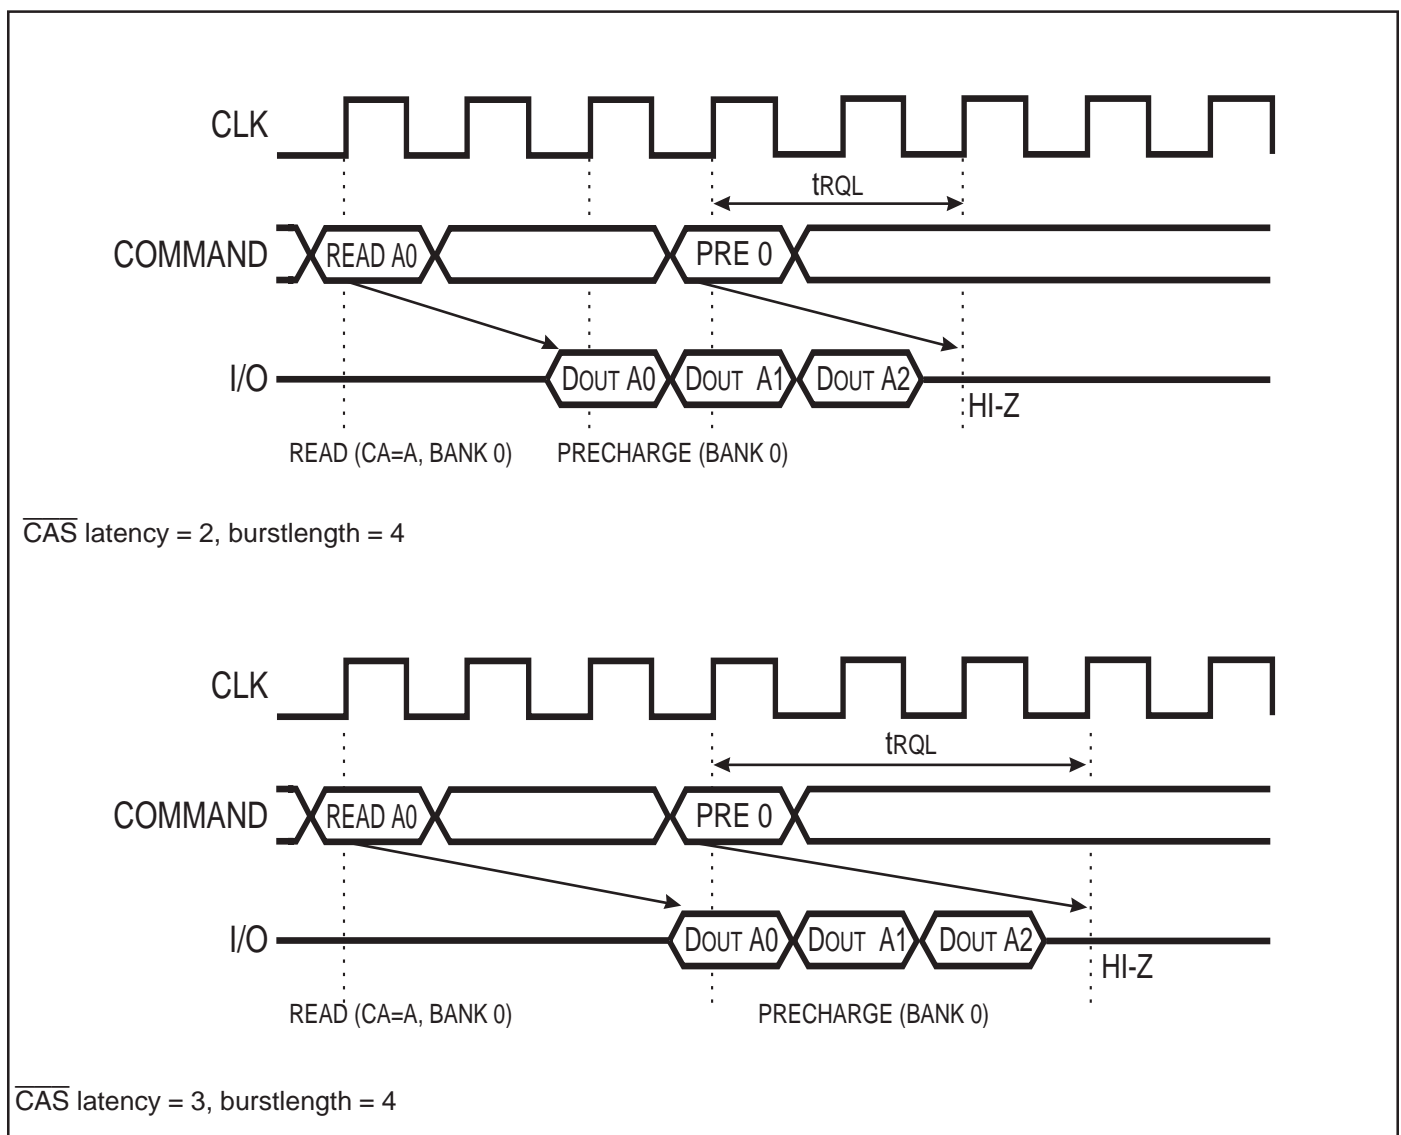 CLK
tRQL
COMMAND READ A0 PRE 0
I/O DOUT A0 DOUT A1 DOUT A2
HI-Z
READ (CA=A, BANK 0) PRECHARGE (BANK 0)
C̅A̅S̅ latency = 2, burstlength = 4
CLK
tRQL
COMMAND READ A0 PRE 0
I/O DOUT A0 DOUT A1 DOUT A2
HI-Z
READ (CA=A, BANK 0) PRECHARGE (BANK 0)
C̅A̅S̅ latency = 3, burstlength = 4